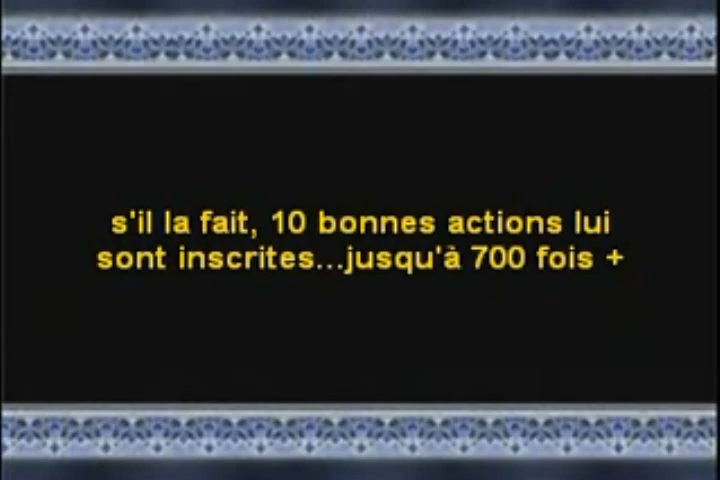 s'il la fait, 10 bonnes actions lui
sont inscrites...jusqu'à 700 fois +